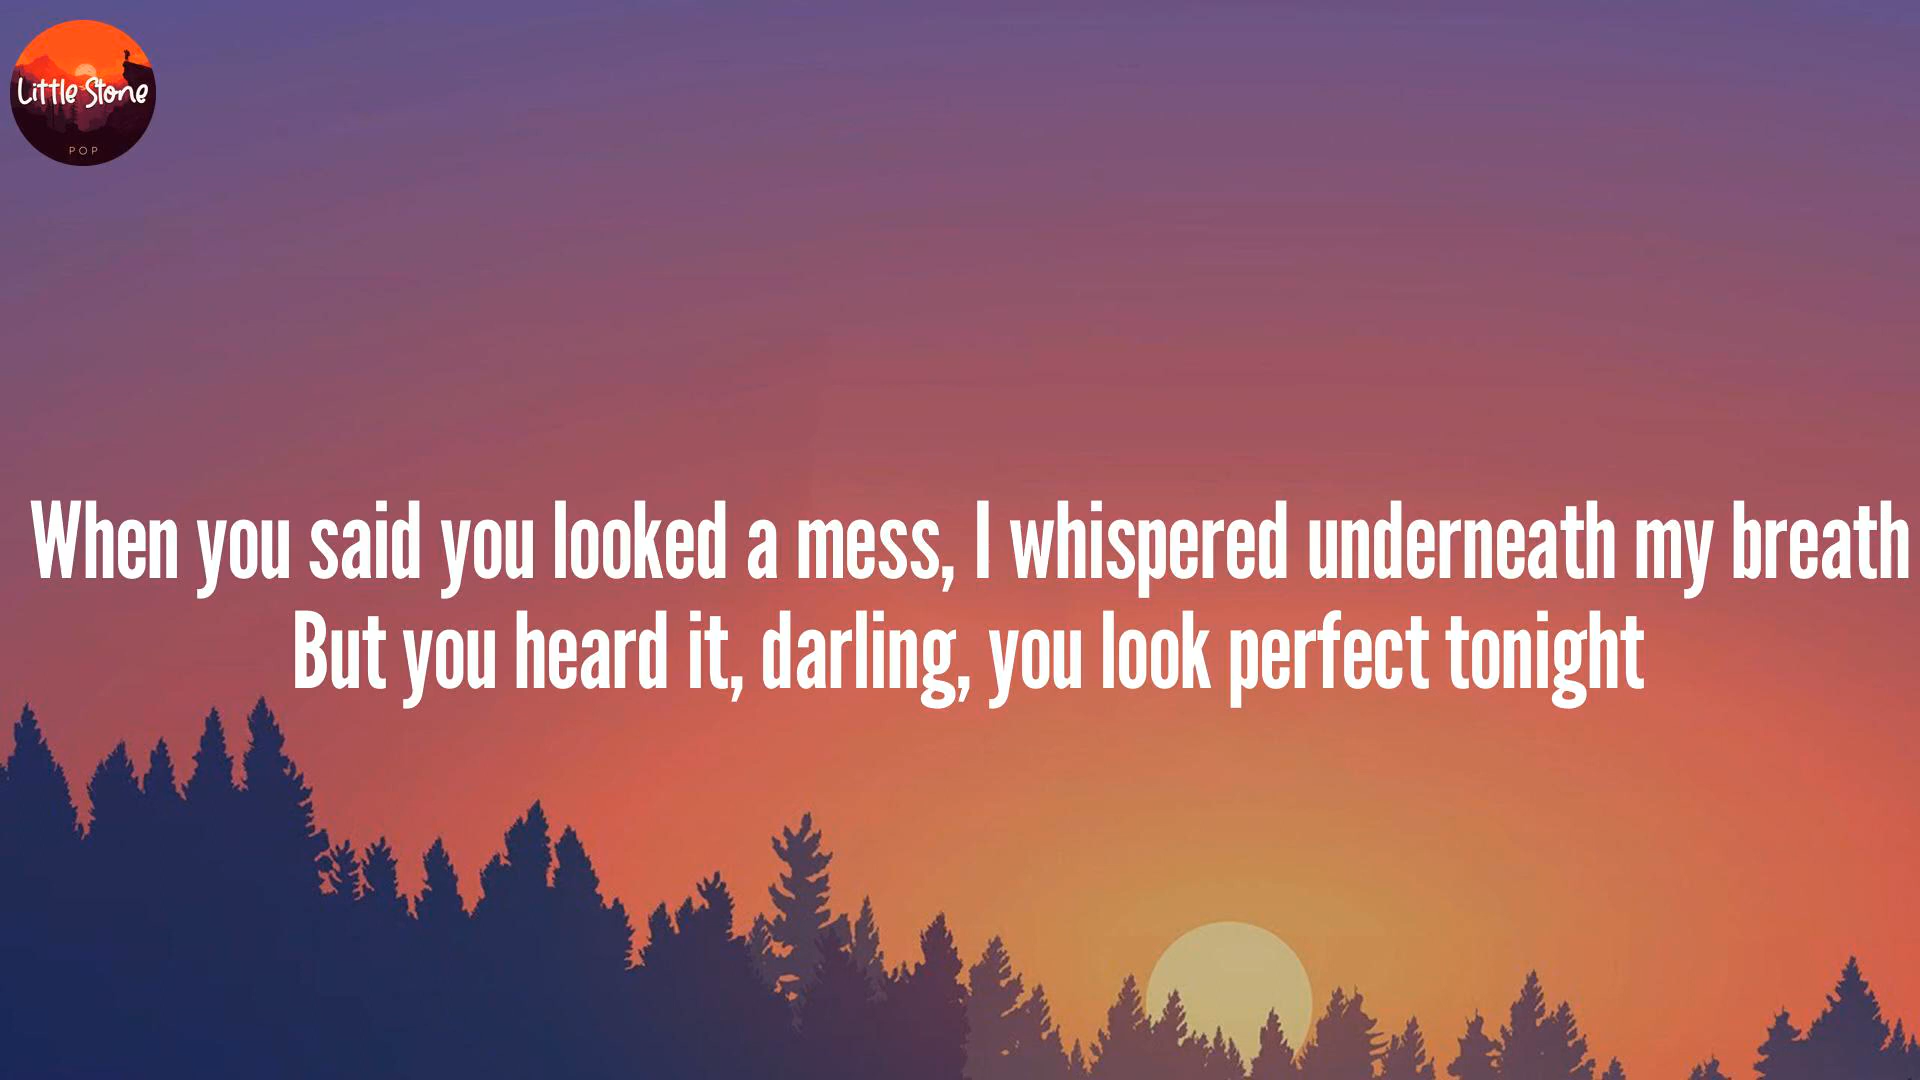 Little Stone
POP
When you said you looked a mess, I whispered underneath my breath
But you heard it, darling, you look perfect tonight